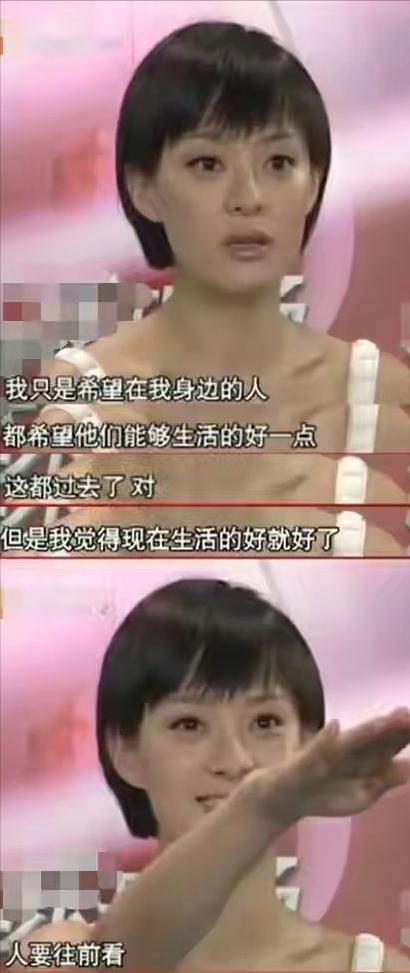 我只是希望在我身边的人
都希望他们能够生活的好一点
这都过去了 对
但是我觉得现在生活的好就好了
人要往前看